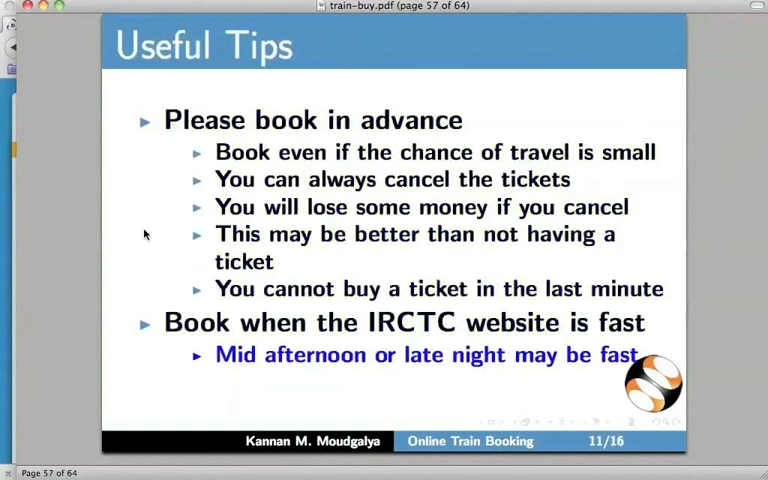 train-buy.pdf (page 57 of 64)
Useful Tips
Please book in advance
Book even if the chance of travel is small
You can always cancel the tickets
You will lose some money if you cancel
This may be better than not having a
ticket
You cannot buy a ticket in the last minute
Book when the IRCTC website is fast
Mid afternoon or late night may be fast
Kannan M. Moudgalya Online Train Booking 11/16
Page 57 of 64